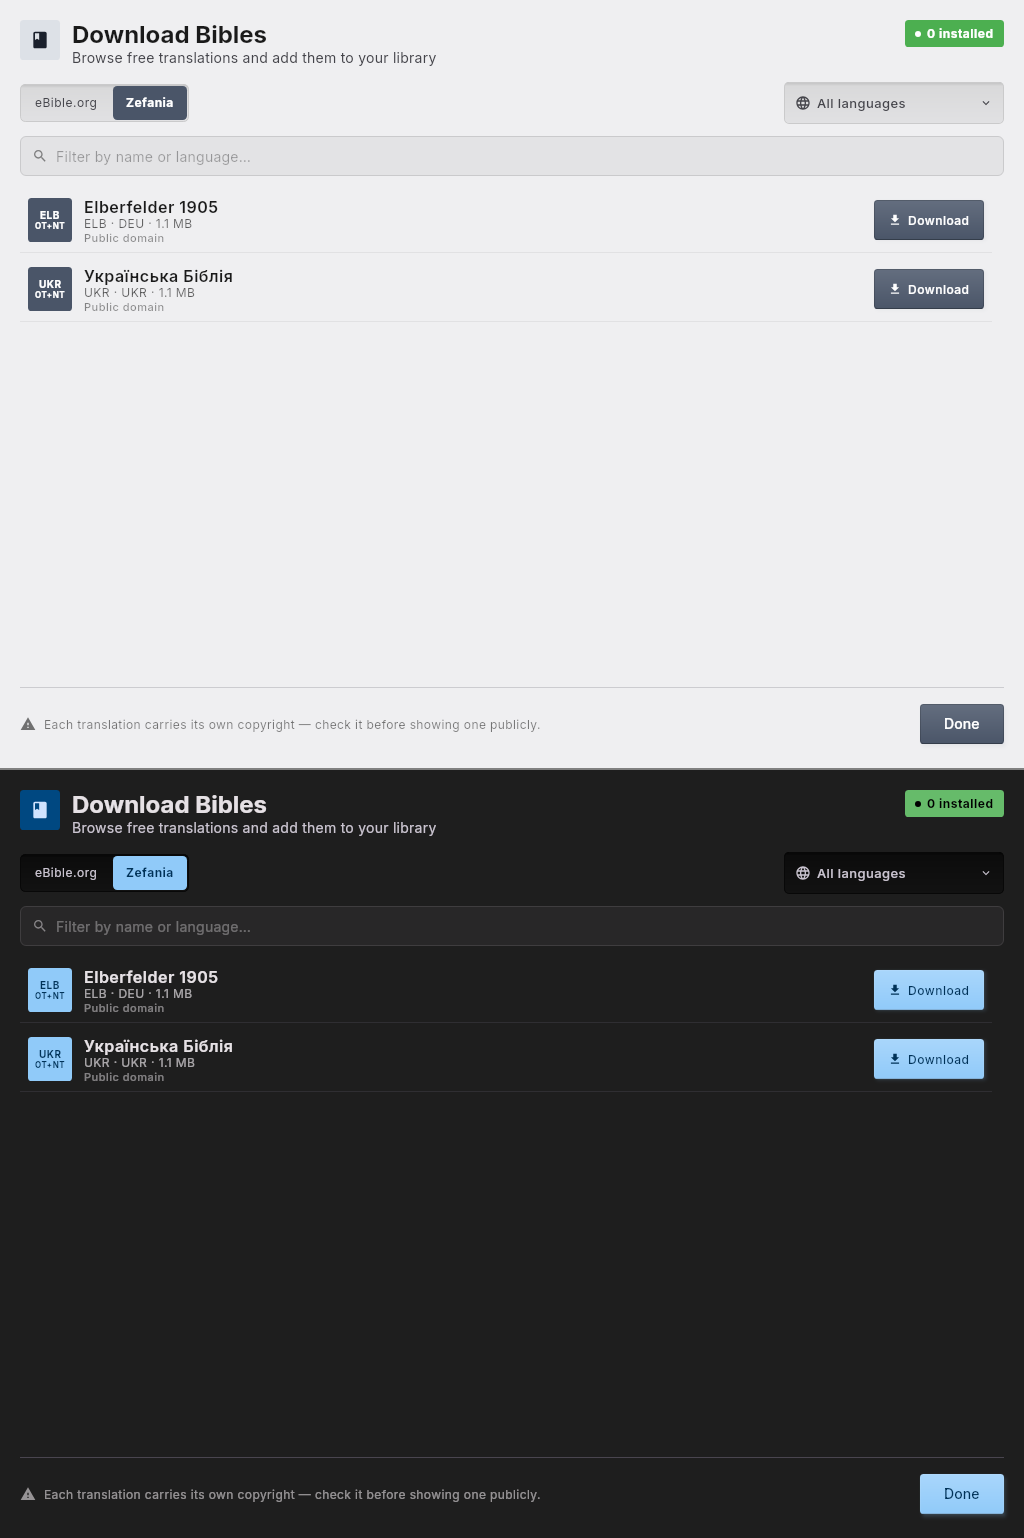 Download Bibles
Browse free translations and add them to your library
0 installed
eBible.org
Zefania
All languages
Filter by name or language...
ELB
OT+NT
Elberfelder 1905
ELB · DEU · 1.1 MB
Public domain
Download
UKR
OT+NT
Українська Біблія
UKR · UKR · 1.1 MB
Public domain
Download
Each translation carries its own copyright — check it before showing one publicly.
Done
Download Bibles
Browse free translations and add them to your library
0 installed
eBible.org
Zefania
All languages
Filter by name or language...
ELB
OT+NT
Elberfelder 1905
ELB · DEU · 1.1 MB
Public domain
Download
UKR
OT+NT
Українська Біблія
UKR · UKR · 1.1 MB
Public domain
Download
Each translation carries its own copyright — check it before showing one publicly.
Done